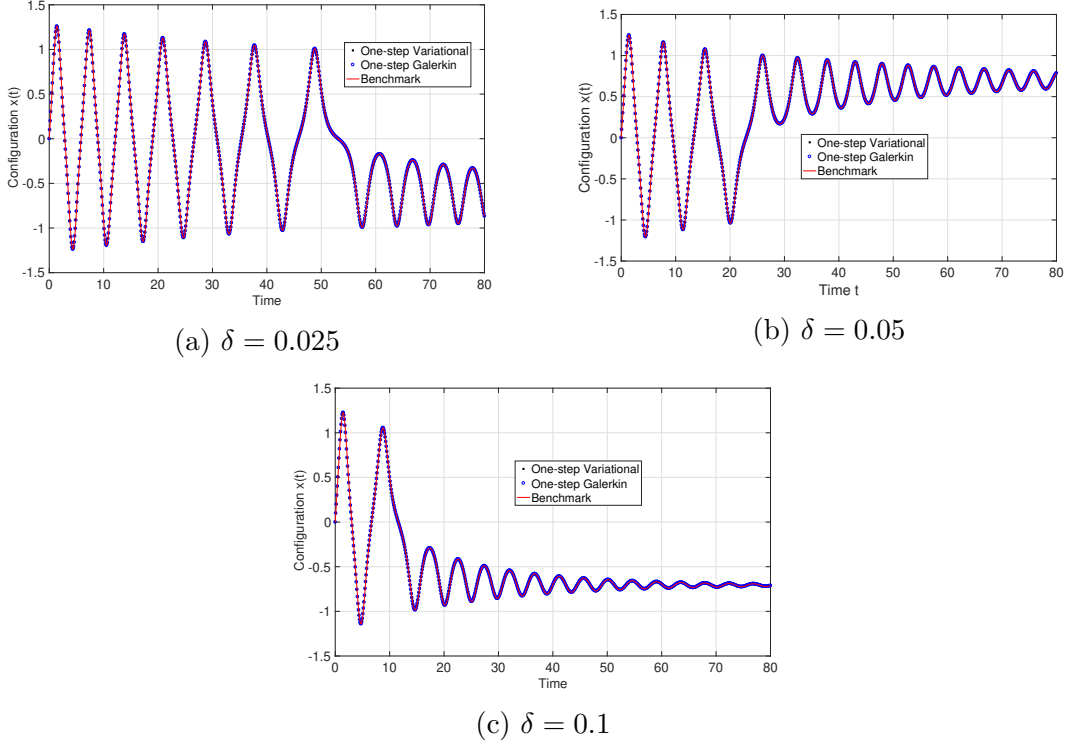 1.5
1
0.5
0
-0.5
-1
-1.5
Configuration x(t)
One-step Variational
One-step Galerkin
Benchmark
0 10 20 30 40 50 60 70 80
Time
(a) δ = 0.025
1.5
1
0.5
0
-0.5
-1
-1.5
Configuration x(t)
One-step Variational
One-step Galerkin
Benchmark
0 10 20 30 40 50 60 70 80
Time t
(b) δ = 0.05
1.5
1
0.5
0
-0.5
-1
-1.5
Configuration x(t)
One-step Variational
One-step Galerkin
Benchmark
0 10 20 30 40 50 60 70 80
Time
(c) δ = 0.1